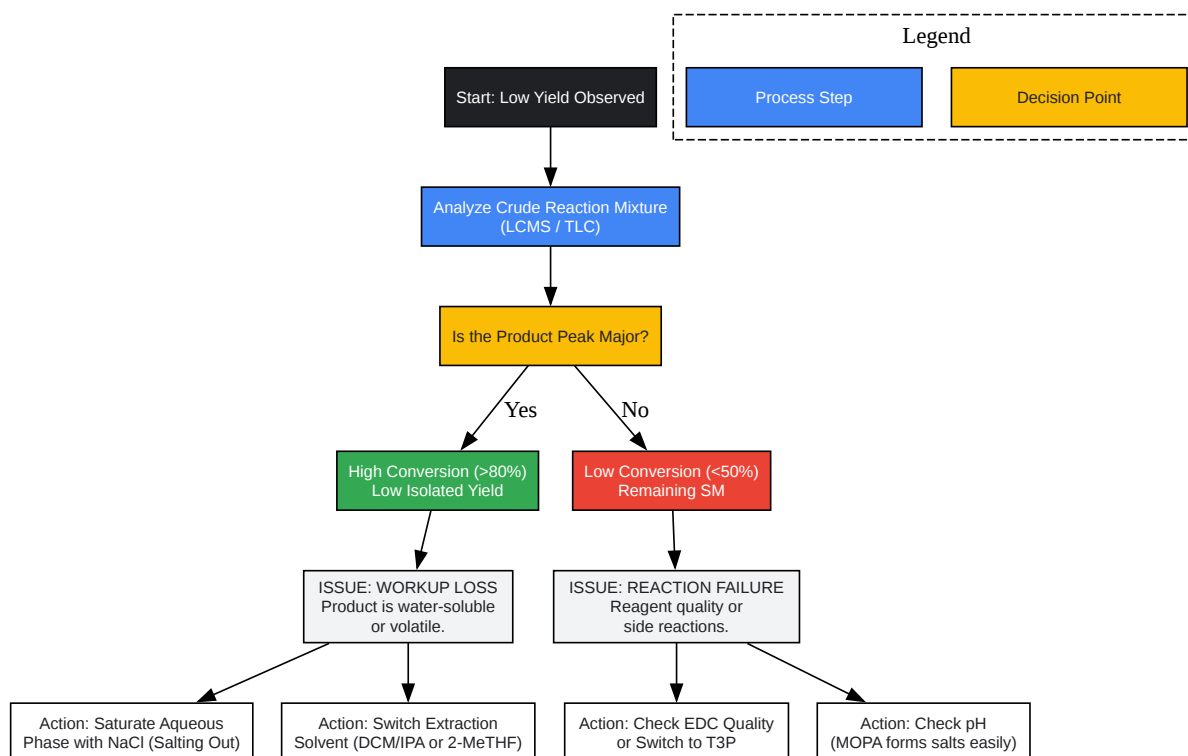 Legend
Start: Low Yield Observed
Process Step
Decision Point
Analyze Crude Reaction Mixture
(LCMS / TLC)
Is the Product Peak Major?
Yes
No
High Conversion (>80%)
Low Isolated Yield
Low Conversion (<50%)
Remaining SM
ISSUE: WORKUP LOSS
Product is water-soluble
or volatile.
ISSUE: REACTION FAILURE
Reagent quality or
side reactions.
Action: Saturate Aqueous
Phase with NaCl (Salting Out)
Action: Switch Extraction
Solvent (DCM/IPA or 2-MeTHF)
Action: Check EDC Quality
or Switch to T3P
Action: Check pH
(MOPA forms salts easily)